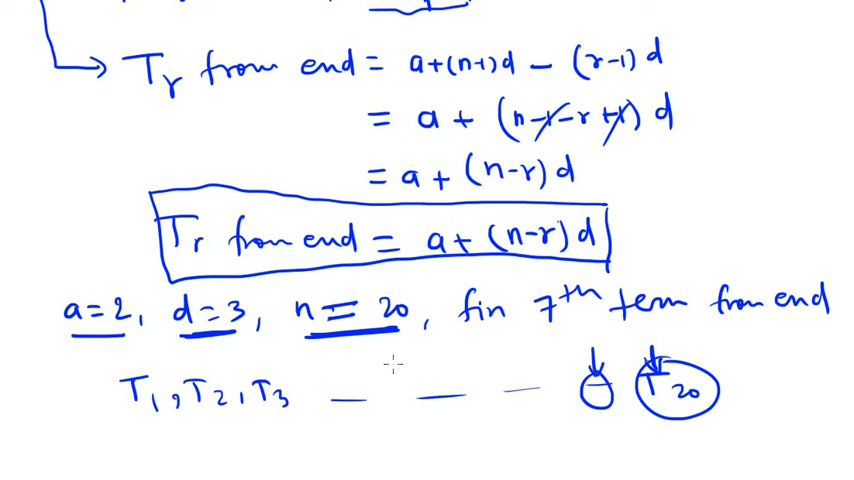 Tr from end = a+(n-1)d - (r-1)d
= a + (n-1-r+1)d
= a + (n-r)d
Tr from end = a+(n-r)d
a=2, d=3, n=20, fin 7th term from end
T1, T2, T3 — — — — T20